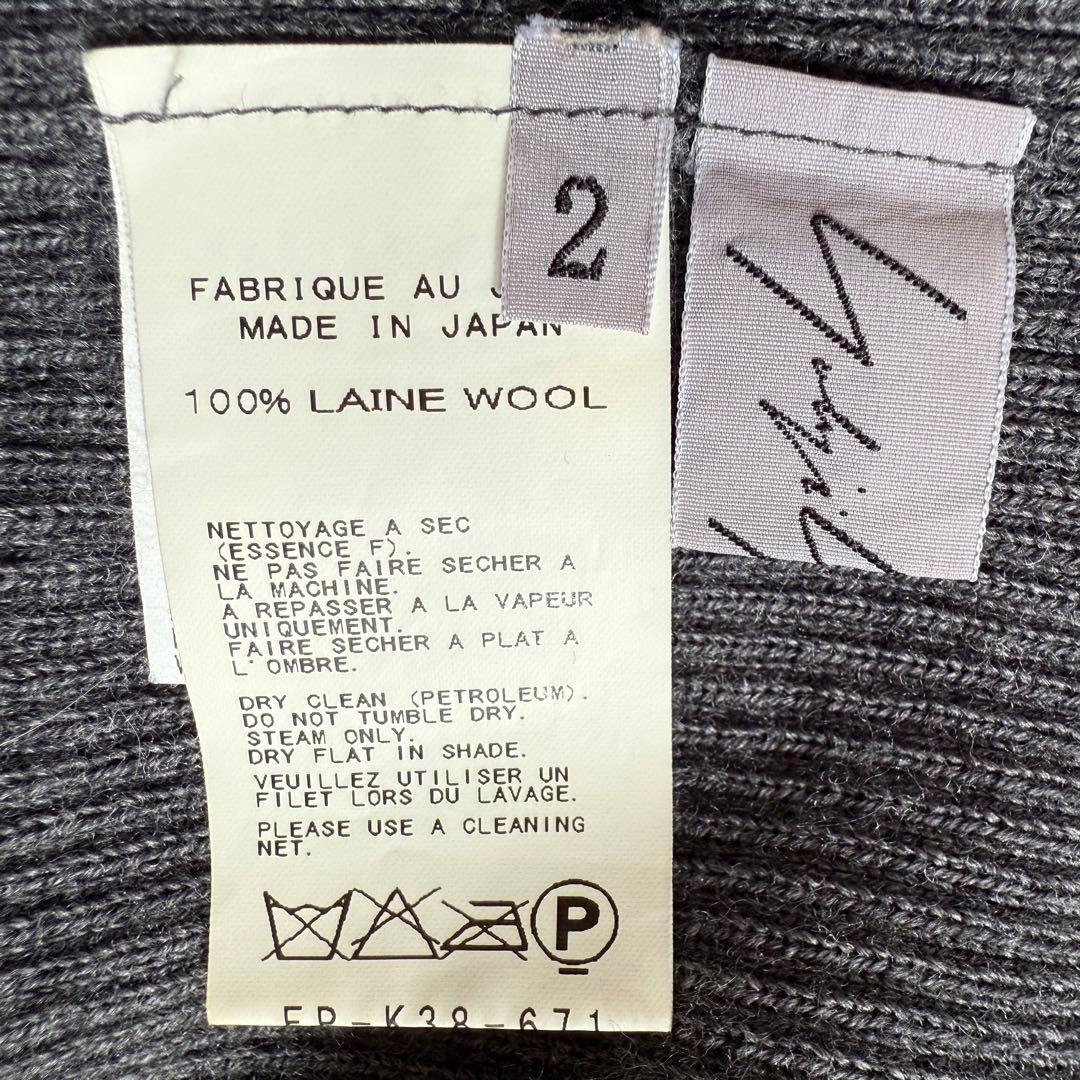 2
FABRIQUE AU J
MADE IN JAPAN
100% LAINE WOOL
NETTOYAGE A SEC
(ESSENCE F).
NE PAS FAIRE SECHER A
LA MACHINE.
A REPASSER A LA VAPEUR
UNIQUEMENT.
FAIRE SECHER A PLAT A
L'OMBRE.
DRY CLEAN (PETROLEUM).
DO NOT TUMBLE DRY.
STEAM ONLY.
DRY FLAT IN SHADE.
VEUILLEZ UTILISER UN
FILET LORS DU LAVAGE.
PLEASE USE A CLEANING
NET.
P